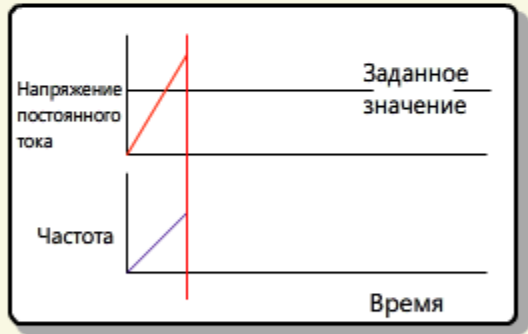 Заданное
значение
Напряжение
постоянного
тока
Частота
Время